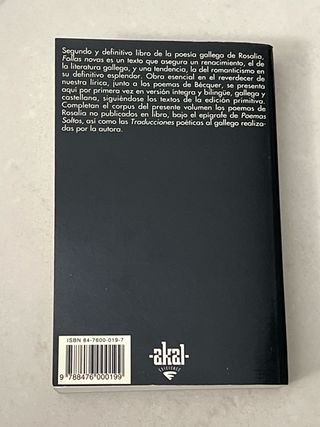 Segundo y definitivo libro de la poesía gallega de Rosalía,
Follas novas es un texto que asegura un renacimiento, el de
la literatura gallega, y una tendencia, la del romanticismo en
su definitivo esplendor. Obra esencial en el reverdecer de
nuestra lírica, junto a los poemas de Bécquer, se presenta
aquí por primera vez en versión íntegra y bilingüe, gallega y
castellana, siguiéndose los textos de la edición primitiva.
Completan el corpus del presente volumen los poemas de
Rosalía no publicados en libro, bajo el epígrafe de Poemas
Soltos, así como las Traducciones poéticas al gallego realiza-
das por la autora.
ISBN 84-7600-019-7
9 788476 000199
-akal-
EDICIONES